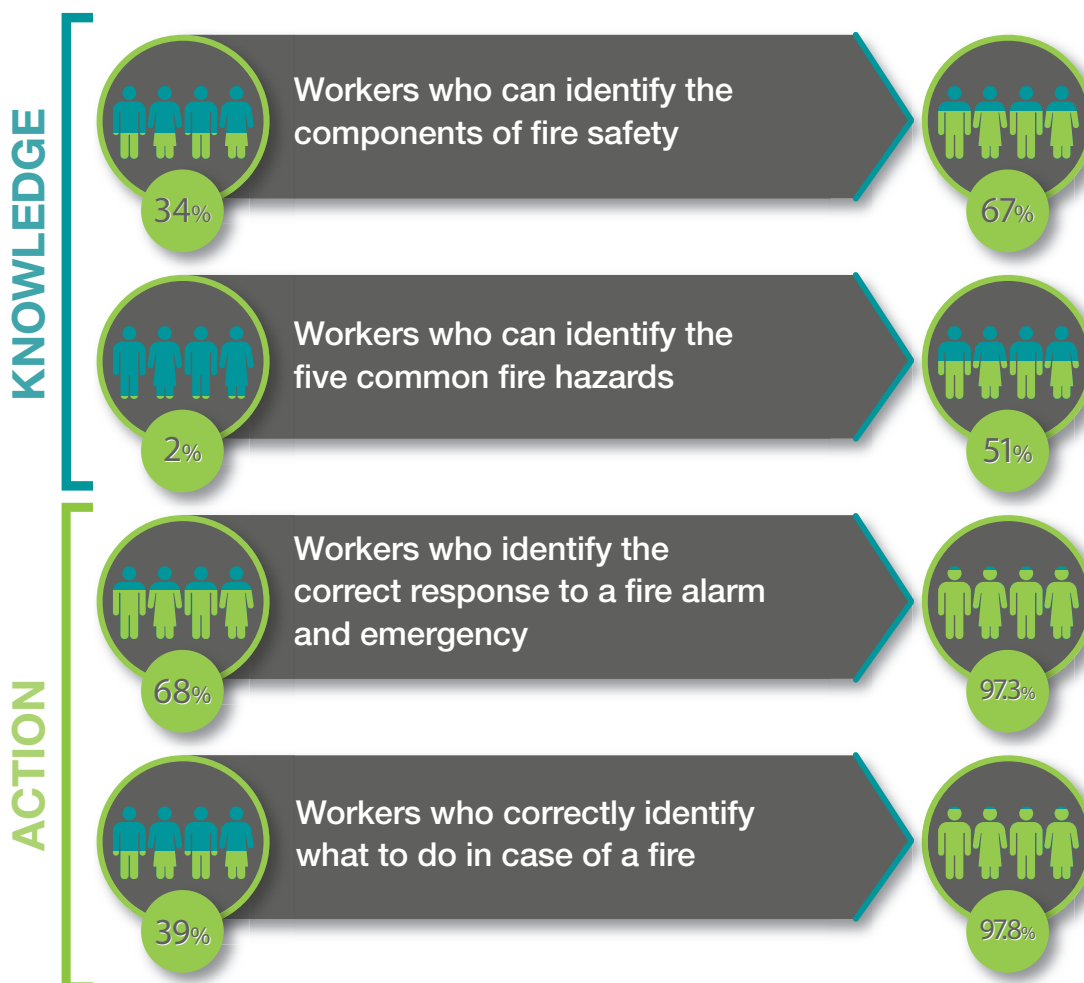 KNOWLEDGE
Workers who can identify the
components of fire safety
34%
67%
Workers who can identify the
five common fire hazards
2%
51%
ACTION
Workers who identify the
correct response to a fire alarm
and emergency
68%
97.3%
Workers who correctly identify
what to do in case of a fire
39%
97.8%